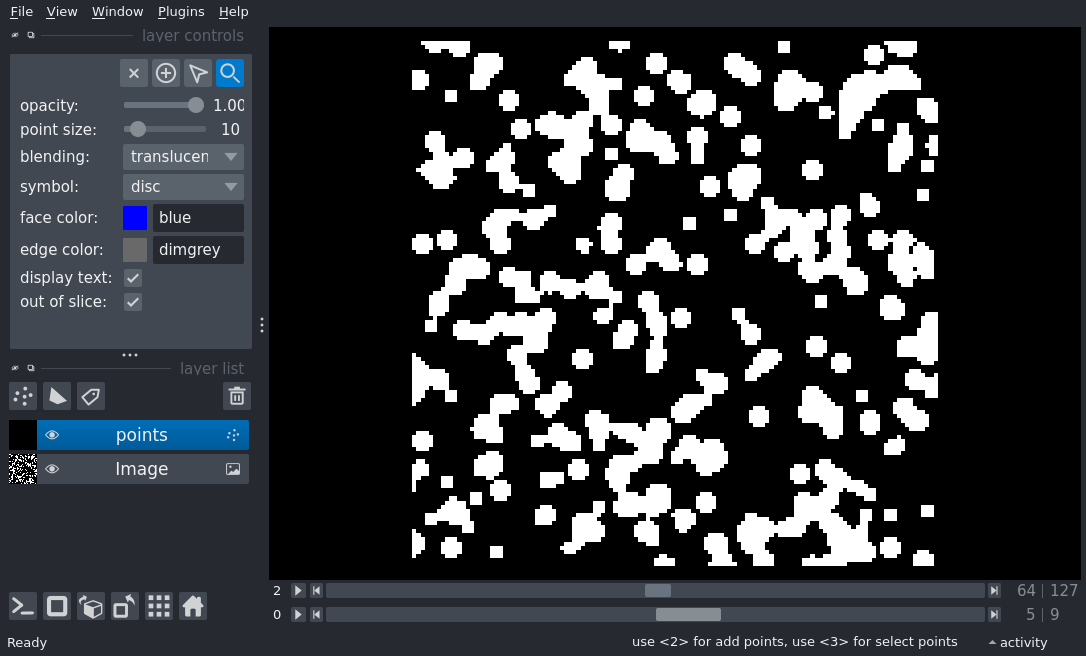 File View Window Plugins Help
layer controls
opacity: 1.00
point size: 10
blending: translucen
symbol: disc
face color: blue
edge color: dimgrey
display text:
out of slice:
layer list
points
Image
2 64 | 127
0 5 | 9
Ready use <2> for add points, use <3> for select points activity